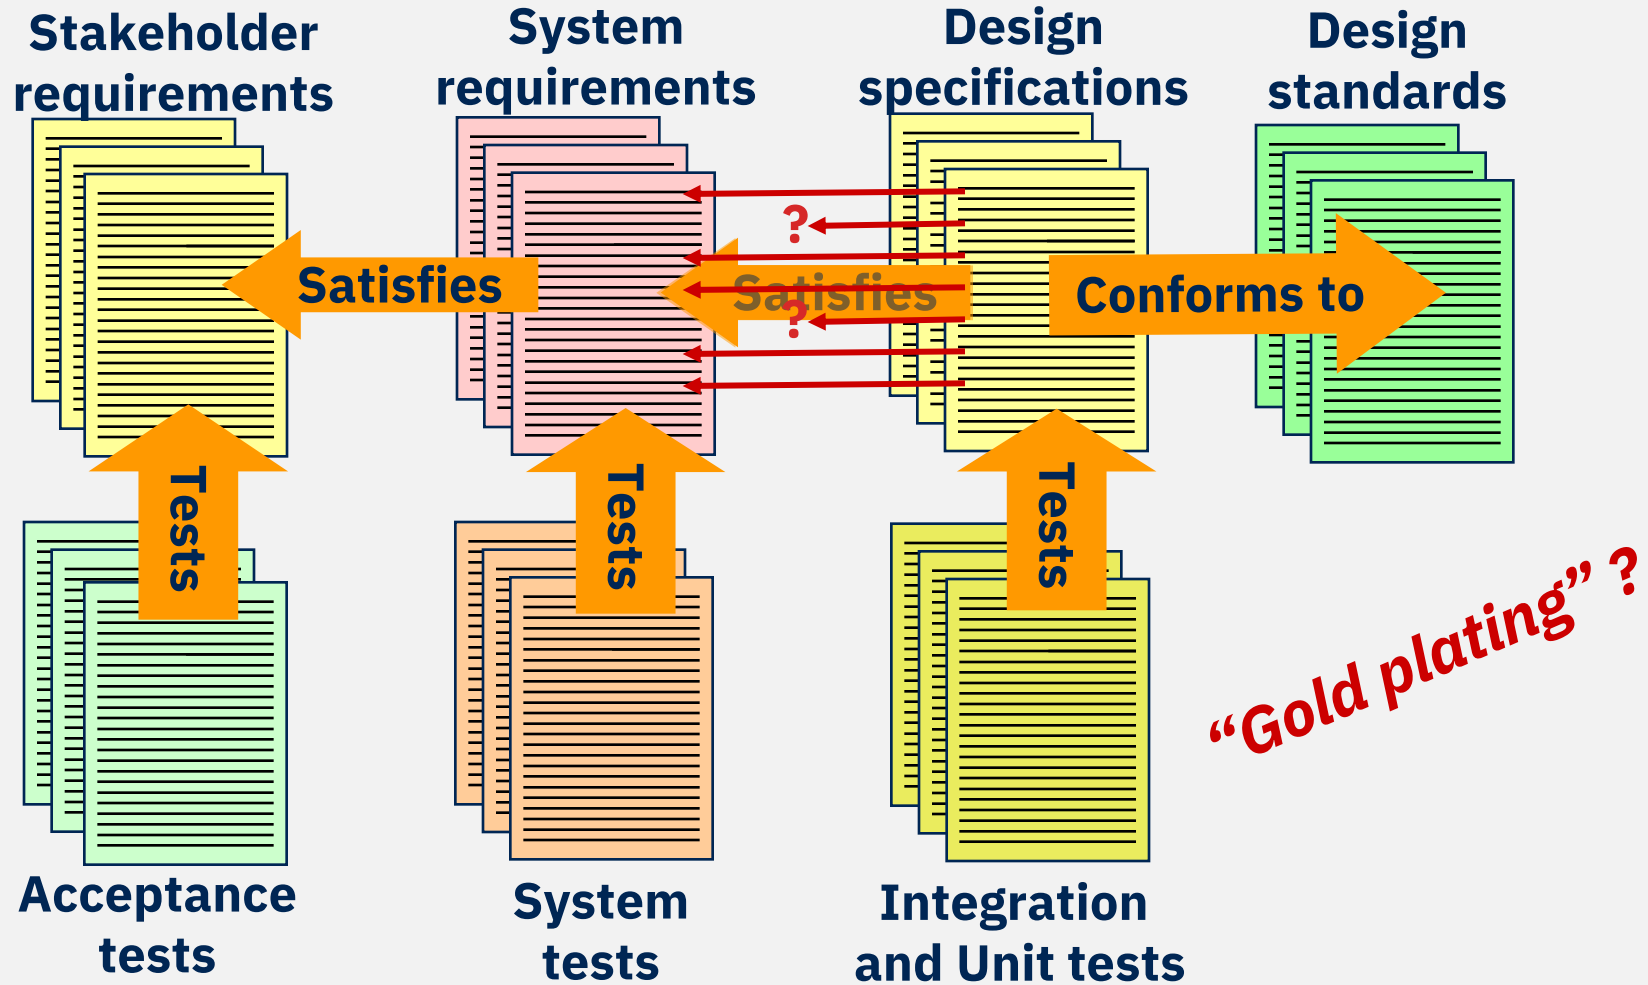 Stakeholder
requirements
System
requirements
Design
specifications
Design
standards
?
Satisfies
Satisfies
?
Conforms to
Tests
Tests
Tests
“Gold plating” ?
Acceptance
tests
System
tests
Integration
and Unit tests